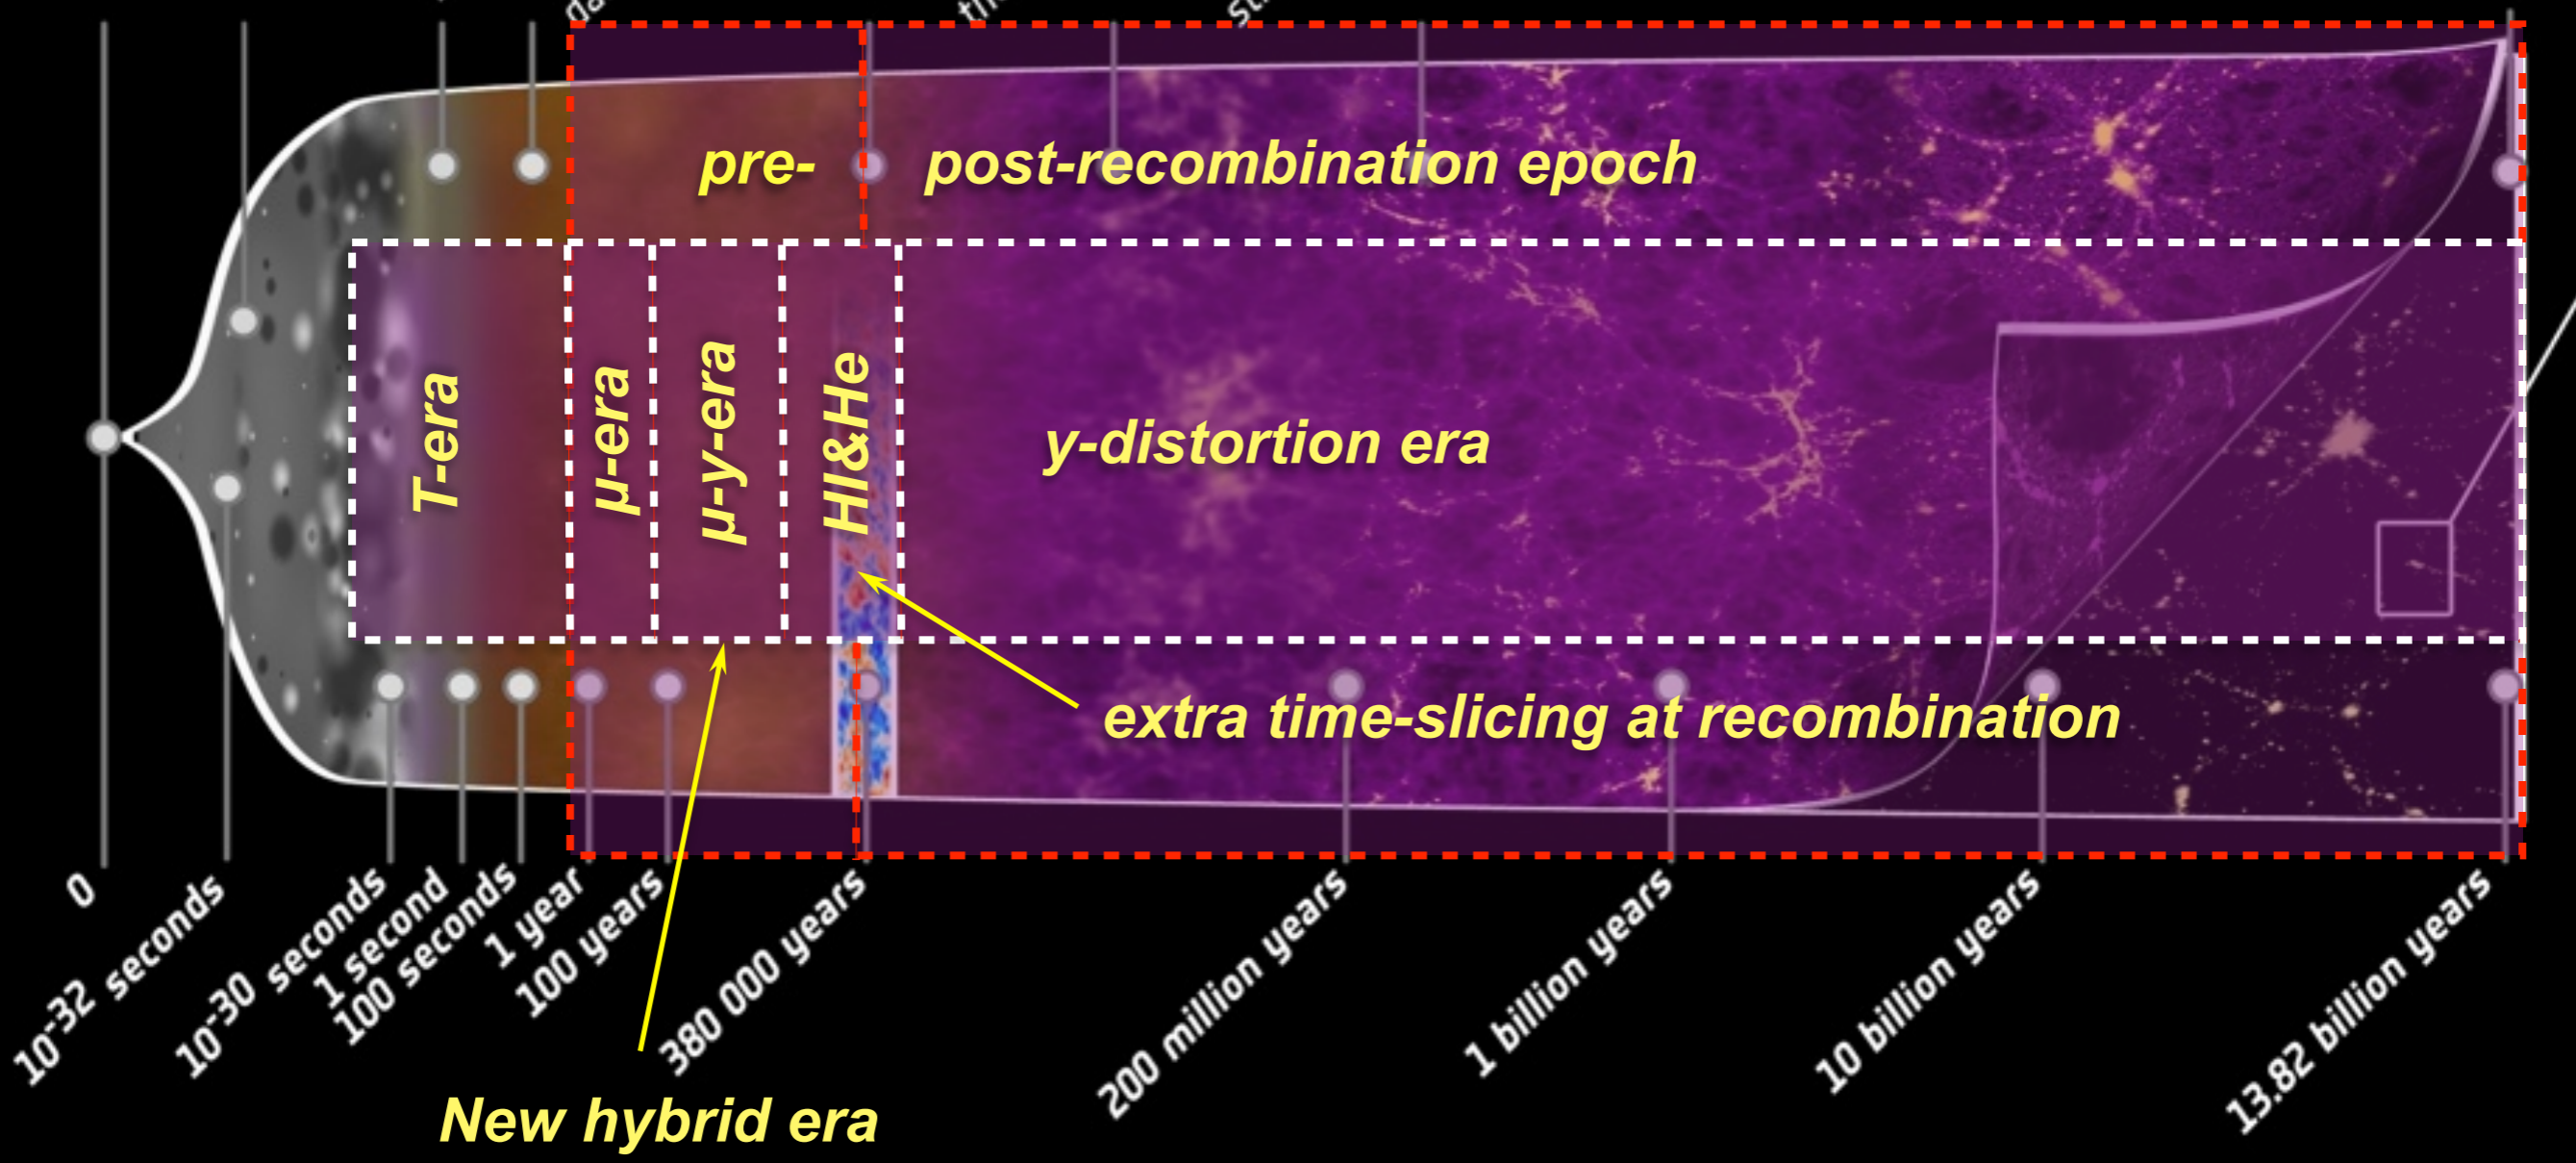 pre-
post-recombination epoch
T-era
μ-era
μ-y-era
HI&He
y-distortion era
extra time-slicing at recombination
0
10-32 seconds
10-30 seconds
1 second
100 seconds
1 year
100 years
380 000 years
200 million years
1 billion years
10 billion years
13.82 billion years
New hybrid era